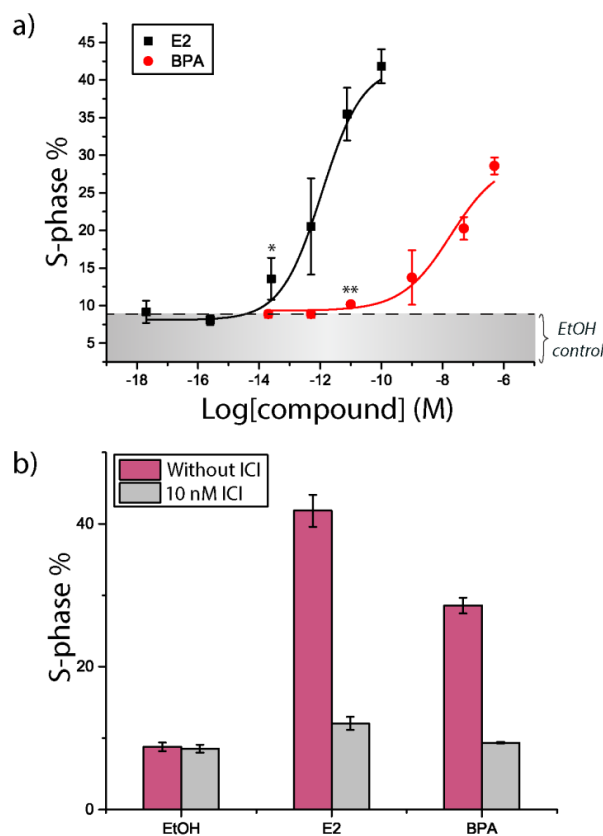 a)
E2
BPA
S-phase %
45
40
35
30
25
20
15
10
5
*
**
EtOH
control
-18
-16
-14
-12
-10
-8
-6
Log[compound] (M)
b)
Without ICI
10 nM ICI
S-phase %
40
20
0
EtOH
E2
BPA